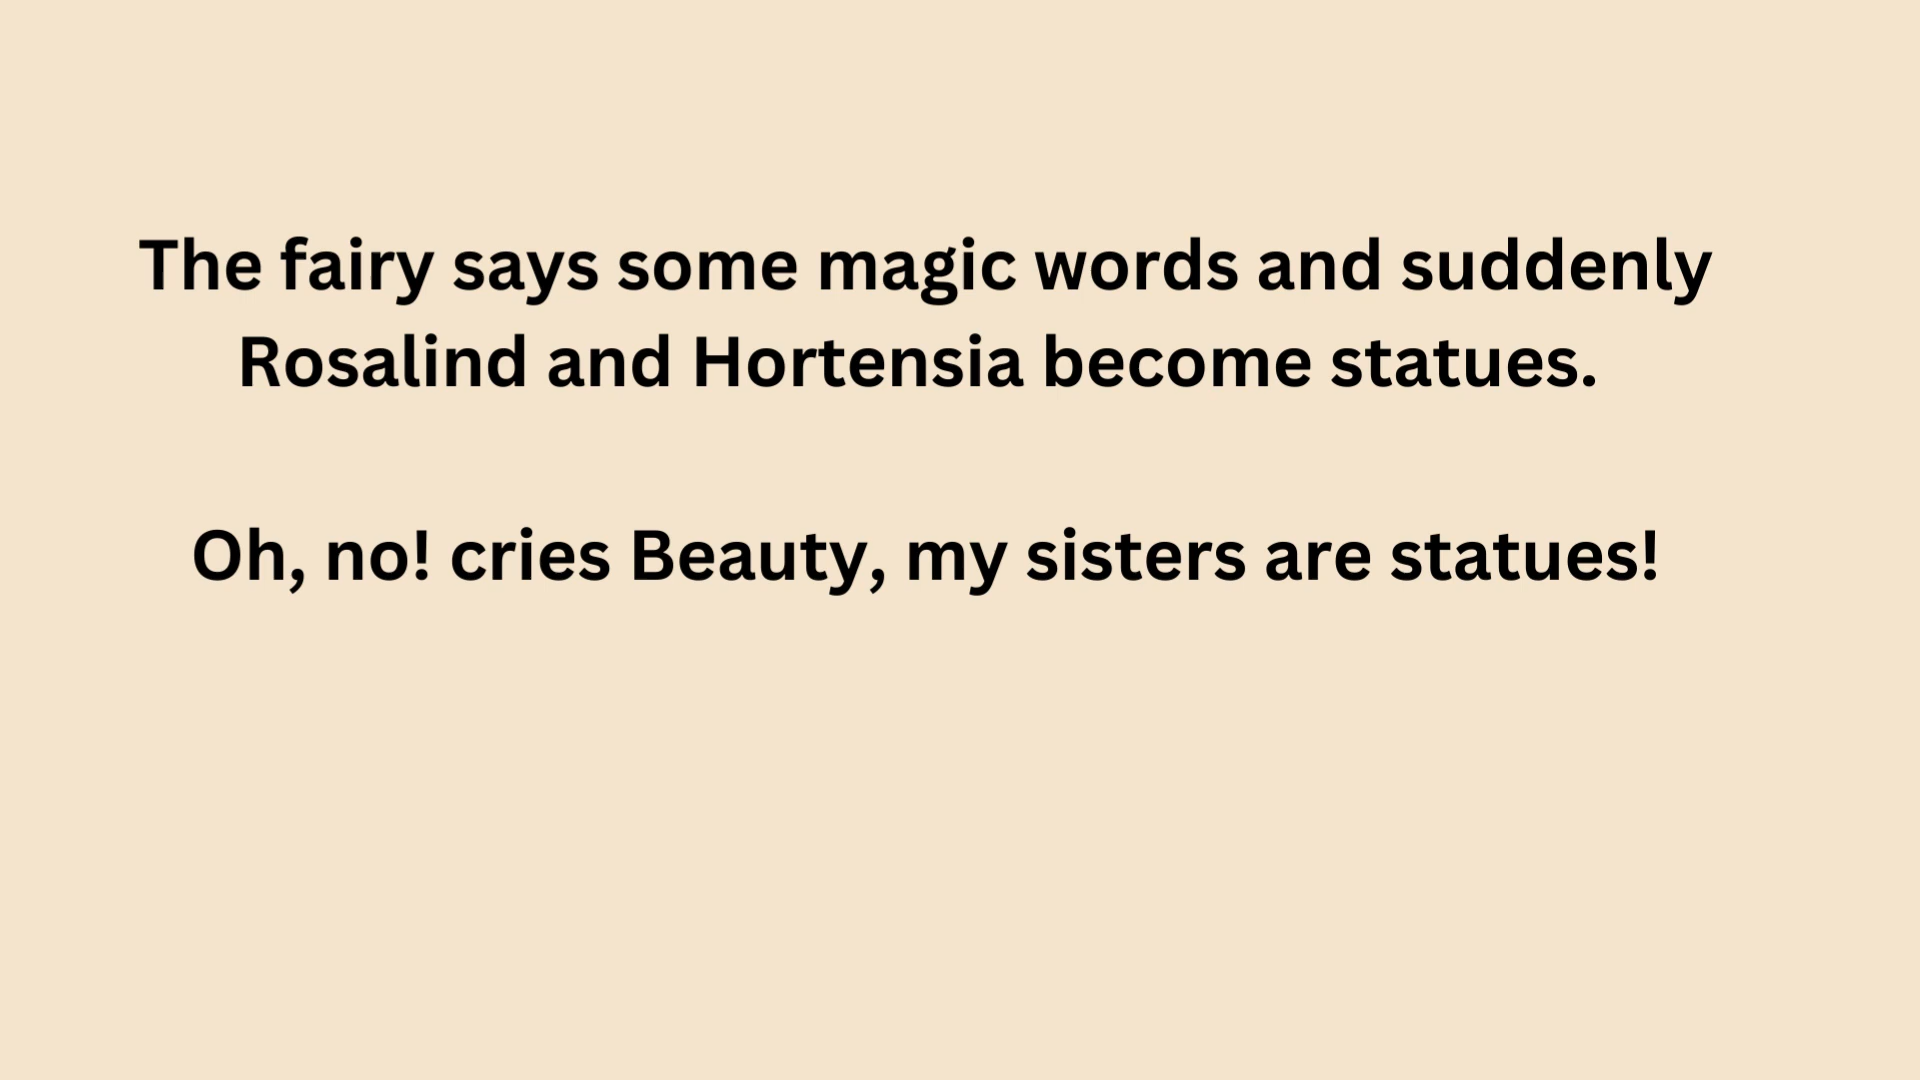 The fairy says some magic words and suddenly
Rosalind and Hortensia become statues.
Oh, no! cries Beauty, my sisters are statues!